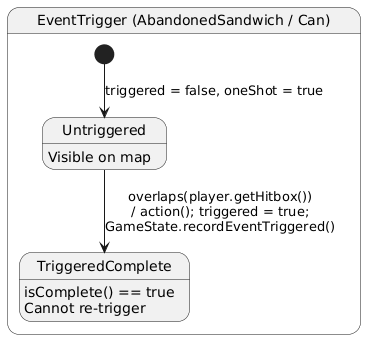 EventTrigger (AbandonedSandwich / Can)
triggered = false, oneShot = true
Untriggered
Visible on map
overlaps(player.getHitbox())
/ action(); triggered = true;
GameState.recordEventTriggered()
TriggeredComplete
isComplete() == true
Cannot re-trigger